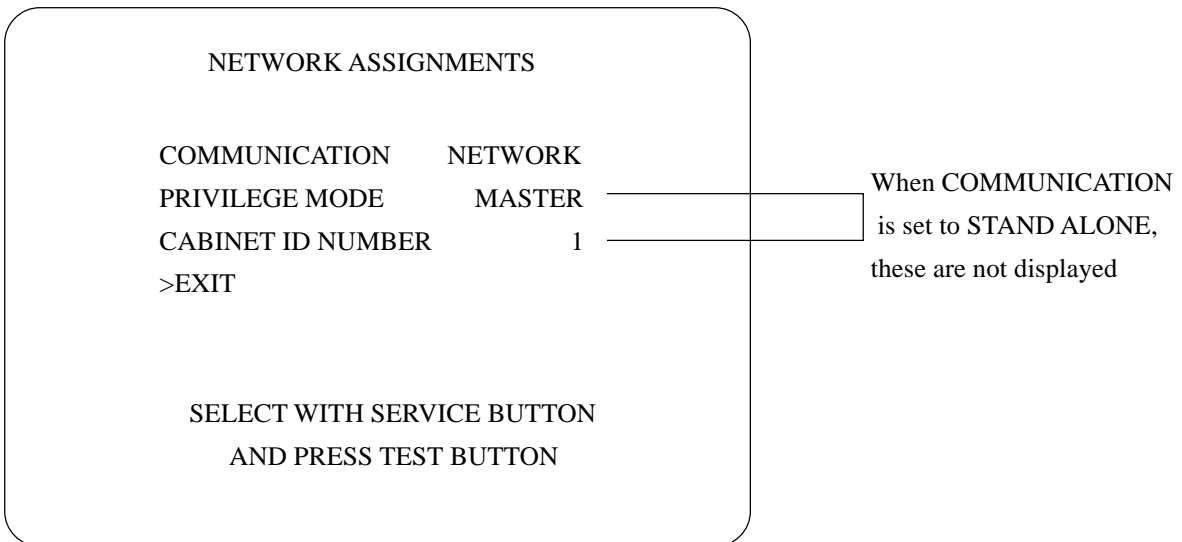 NETWORK ASSIGNMENTS
COMMUNICATION NETWORK
PRIVILEGE MODE MASTER
CABINET ID NUMBER 1
>EXIT
SELECT WITH SERVICE BUTTON
AND PRESS TEST BUTTON
When COMMUNICATION
is set to STAND ALONE,
these are not displayed